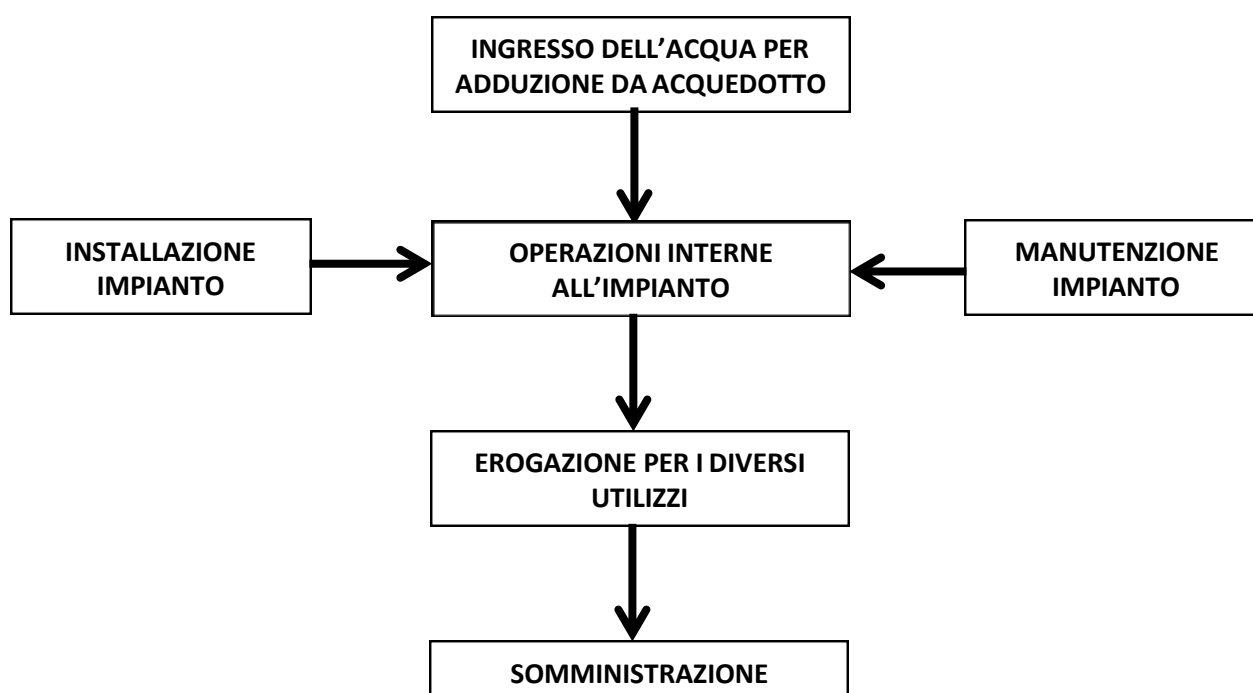 INGRESSO DELL’ACQUA PER
ADDUZIONE DA ACQUEDOTTO
INSTALLAZIONE
IMPIANTO
OPERAZIONI INTERNE
ALL’IMPIANTO
MANUTENZIONE
IMPIANTO
EROGAZIONE PER I DIVERSI
UTILIZZI
SOMMINISTRAZIONE